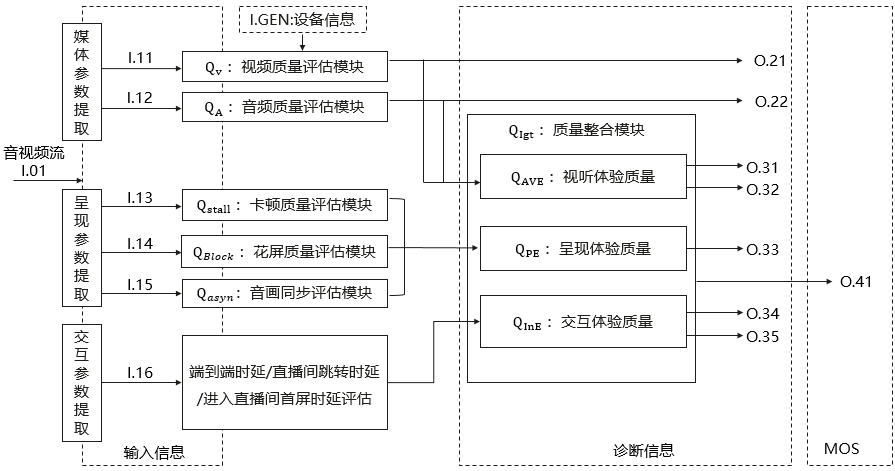 I.GEN:设备信息
媒体参数提取
I.11
Qv：视频质量评估模块
O.21
I.12
QA：音频质量评估模块
O.22
QIgt：质量整合模块
音视频流
I.01
QAVE：视听体验质量
O.31
O.32
呈现参数提取
I.13
Qstall：卡顿质量评估模块
I.14
QBlock：花屏质量评估模块
QPE：呈现体验质量
O.33
I.15
Qasyn：音画同步评估模块
O.41
QInE：交互体验质量
O.34
O.35
交互参数提取
I.16
端到端时延/直播间跳转时延
/进入直播间首屏时延评估
输入信息
诊断信息
MOS